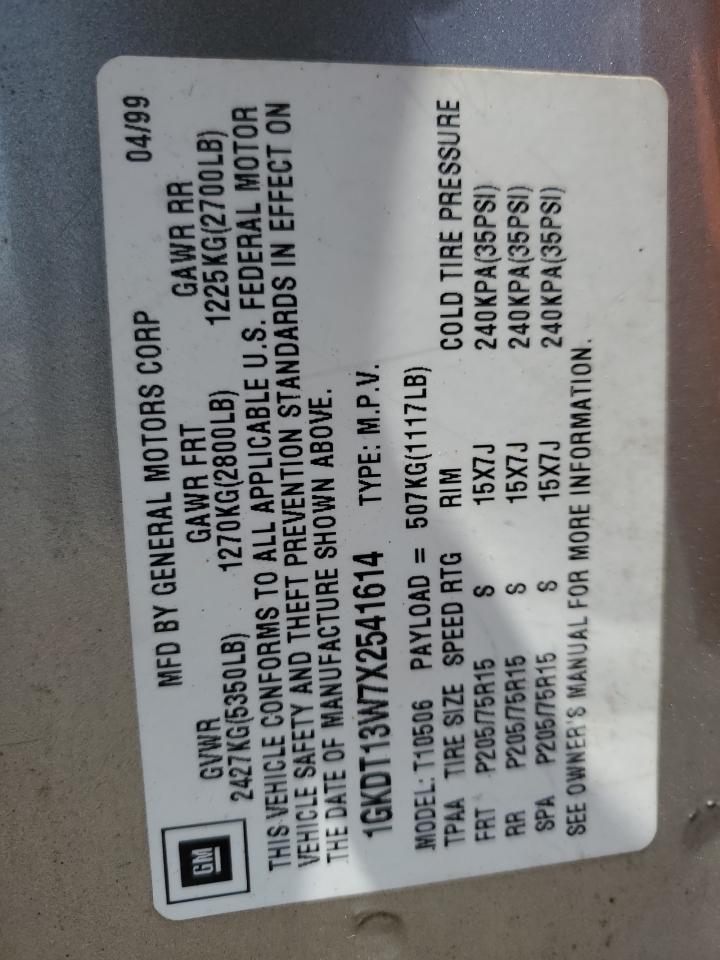 GM
MFD BY GENERAL MOTORS CORP 04/99
GVWR GAWR FRT GAWR RR
2427KG(5350LB) 1270KG(2800LB) 1225KG(2700LB)
THIS VEHICLE CONFORMS TO ALL APPLICABLE U.S. FEDERAL MOTOR
VEHICLE SAFETY AND THEFT PREVENTION STANDARDS IN EFFECT ON
THE DATE OF MANUFACTURE SHOWN ABOVE.
1GKDT13W7X2541614 TYPE: M.P.V.
MODEL: T10506 PAYLOAD = 507KG(1117LB)
TPAA TIRE SIZE SPEED RTG RIM COLD TIRE PRESSURE
FRT P205/75R15 S 15X7J 240KPA(35PSI)
RR P205/75R15 S 15X7J 240KPA(35PSI)
SPA P205/75R15 S 15X7J 240KPA(35PSI)
SEE OWNER'S MANUAL FOR MORE INFORMATION.